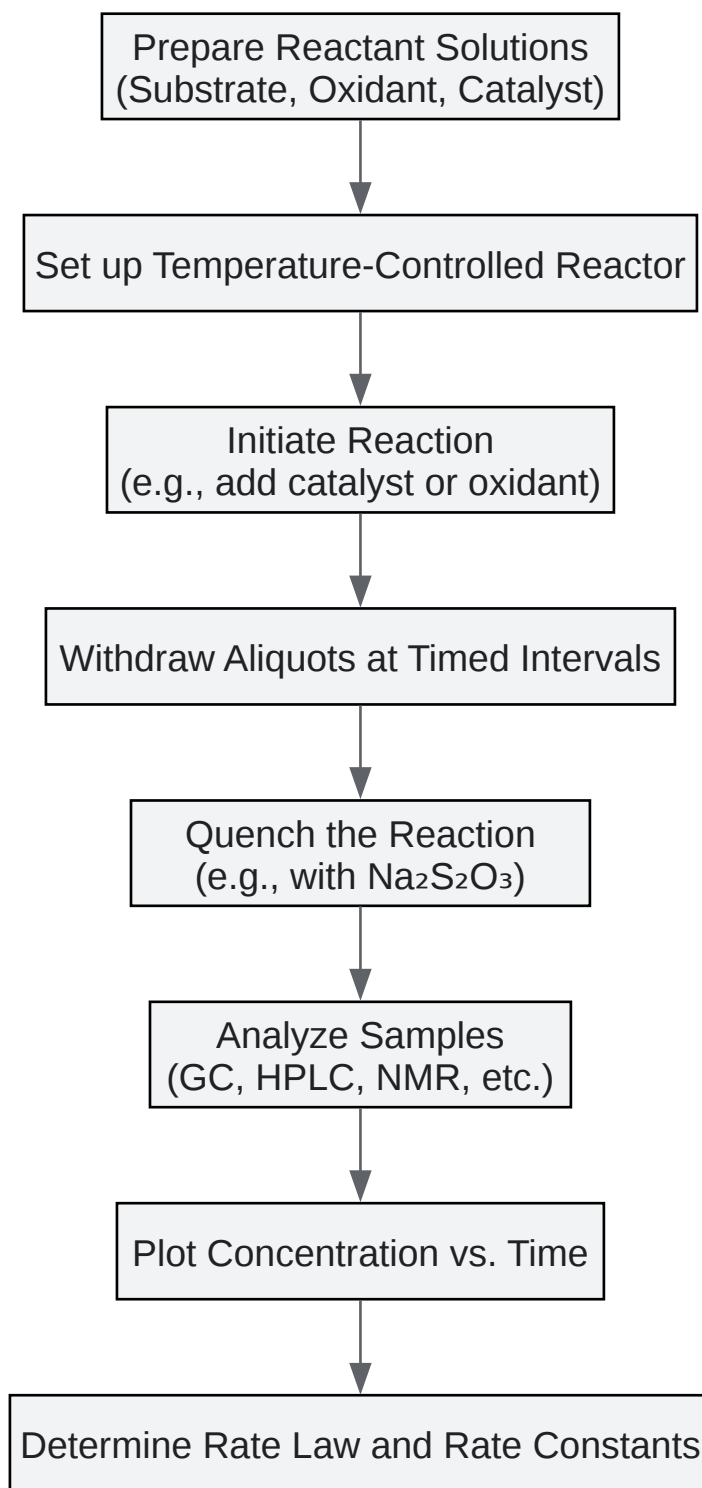 Prepare Reactant Solutions
(Substrate, Oxidant, Catalyst)
Set up Temperature-Controlled Reactor
Initiate Reaction
(e.g., add catalyst or oxidant)
Withdraw Aliquots at Timed Intervals
Quench the Reaction
(e.g., with Na₂S₂O₃)
Analyze Samples
(GC, HPLC, NMR, etc.)
Plot Concentration vs. Time
Determine Rate Law and Rate Constants